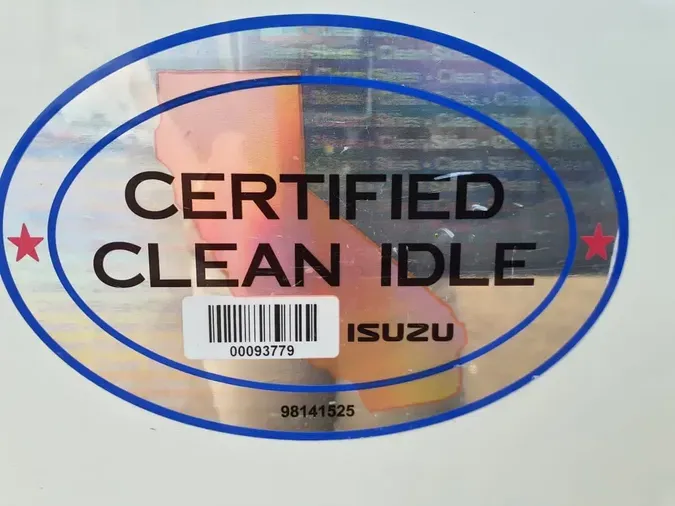 CERTIFIED
CLEAN IDLE
00093779
ISUZU
98141525